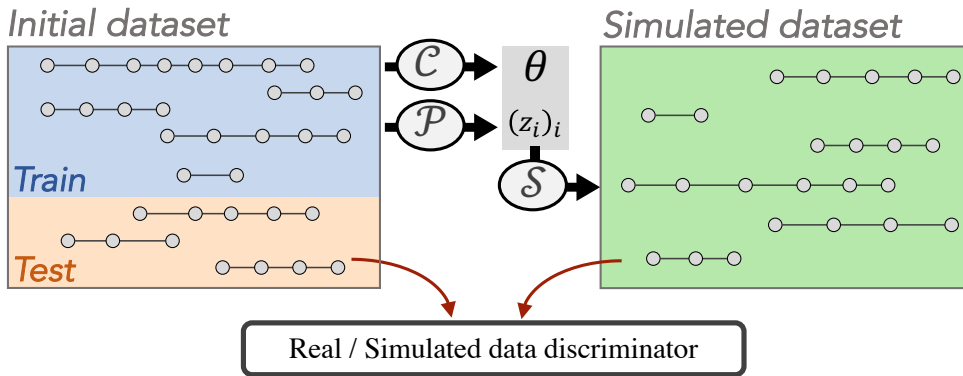 Initial dataset
Simulated dataset
𝒞
θ
𝒫
(z_i)_i
Train
𝒮
Test
Real / Simulated data discriminator